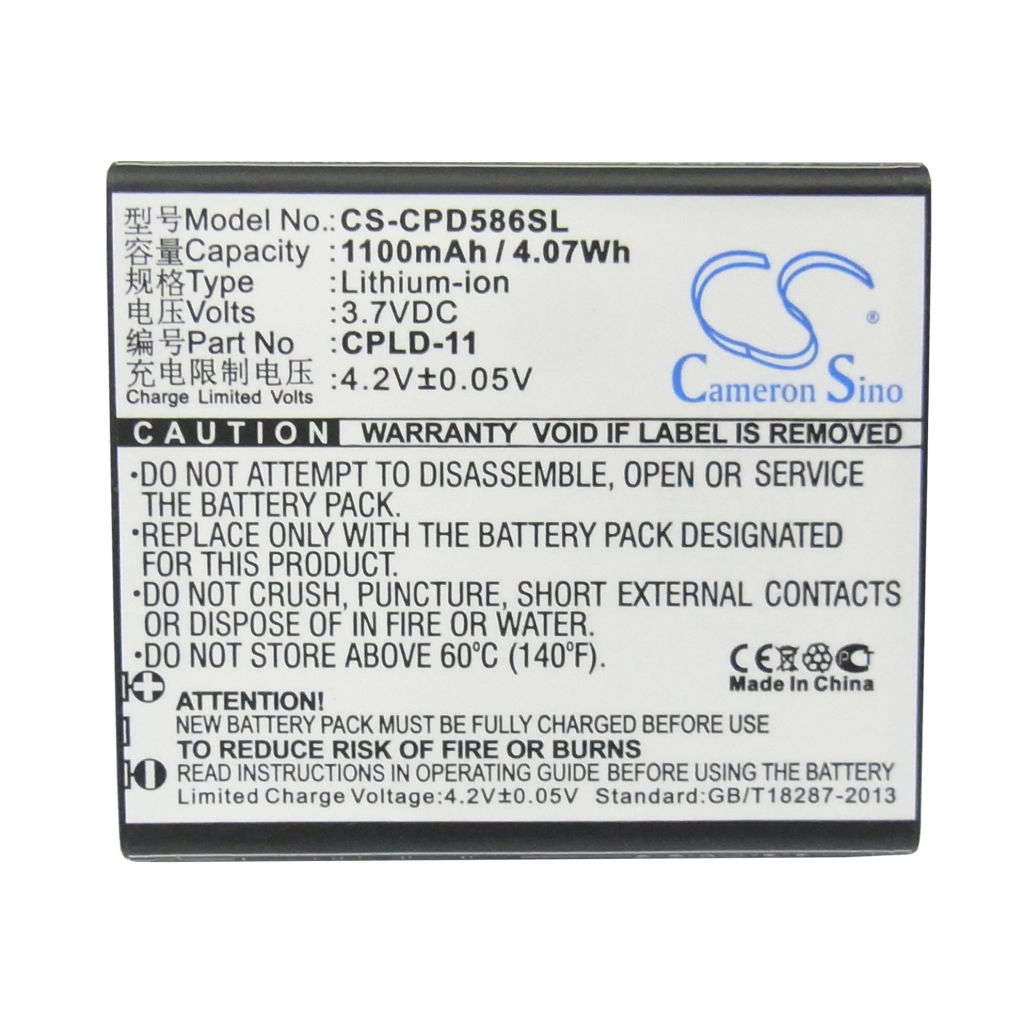 型号Model No.:CS-CPD586SL
容量Capacity :1100mAh / 4.07Wh
规格Type :Lithium-ion
电压Volts :3.7VDC
编号Part No :CPLD-11
充电限制电压 :4.2V±0.05V
Charge Limited Volts
CS ®
Cameron Sino
CAUTION WARRANTY VOID IF LABEL IS REMOVED
·DO NOT ATTEMPT TO DISASSEMBLE, OPEN OR SERVICE
THE BATTERY PACK.
·REPLACE ONLY WITH THE BATTERY PACK DESIGNATED
FOR THIS PRODUCT.
·DO NOT CRUSH, PUNCTURE, SHORT EXTERNAL CONTACTS
OR DISPOSE OF IN FIRE OR WATER.
·DO NOT STORE ABOVE 60°C (140°F).
CE
Made In China
ATTENTION!
NEW BATTERY PACK MUST BE FULLY CHARGED BEFORE USE
TO REDUCE RISK OF FIRE OR BURNS
READ INSTRUCTIONS BEFORE USING THE BATTERY
Limited Charge Voltage:4.2V±0.05V Standard:GB/T18287-2013